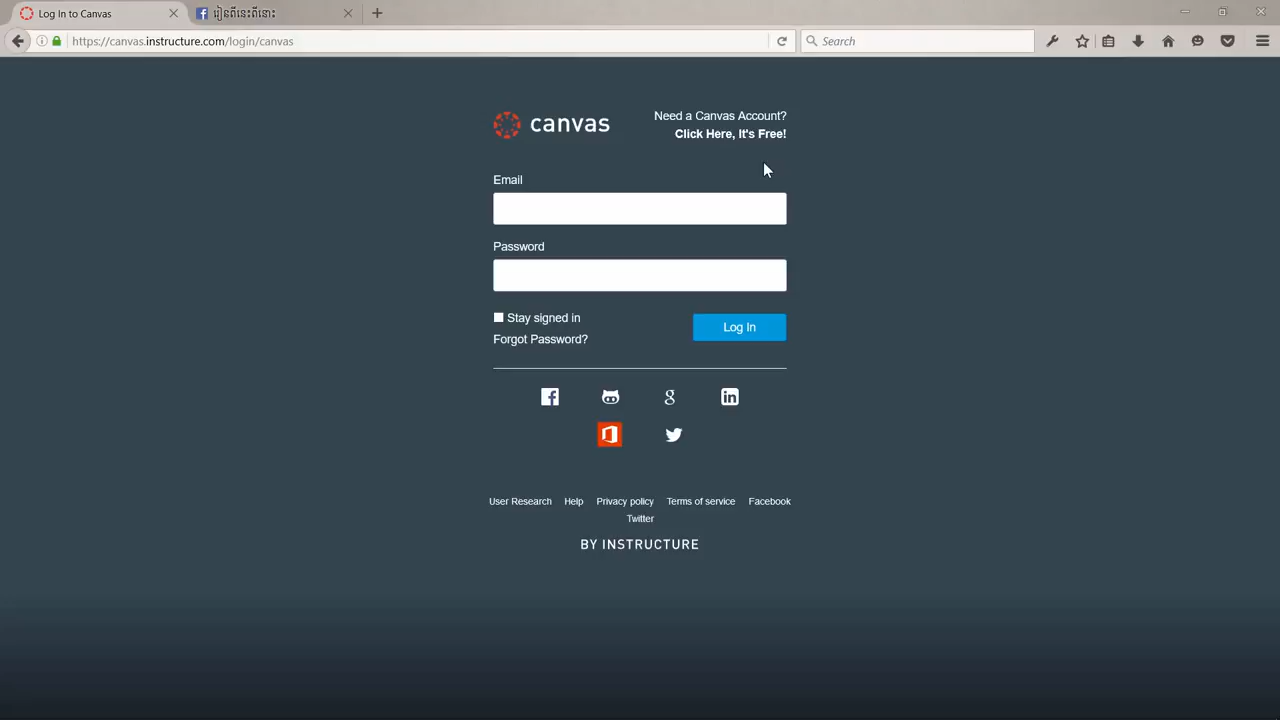 Log In to Canvas
រៀនពីនេះពីនោះ
https://canvas.instructure.com/login/canvas
Search
canvas
Need a Canvas Account?
Click Here, It's Free!
Email
Password
Stay signed in
Log In
Forgot Password?
User Research Help Privacy policy Terms of service Facebook
Twitter
BY INSTRUCTURE